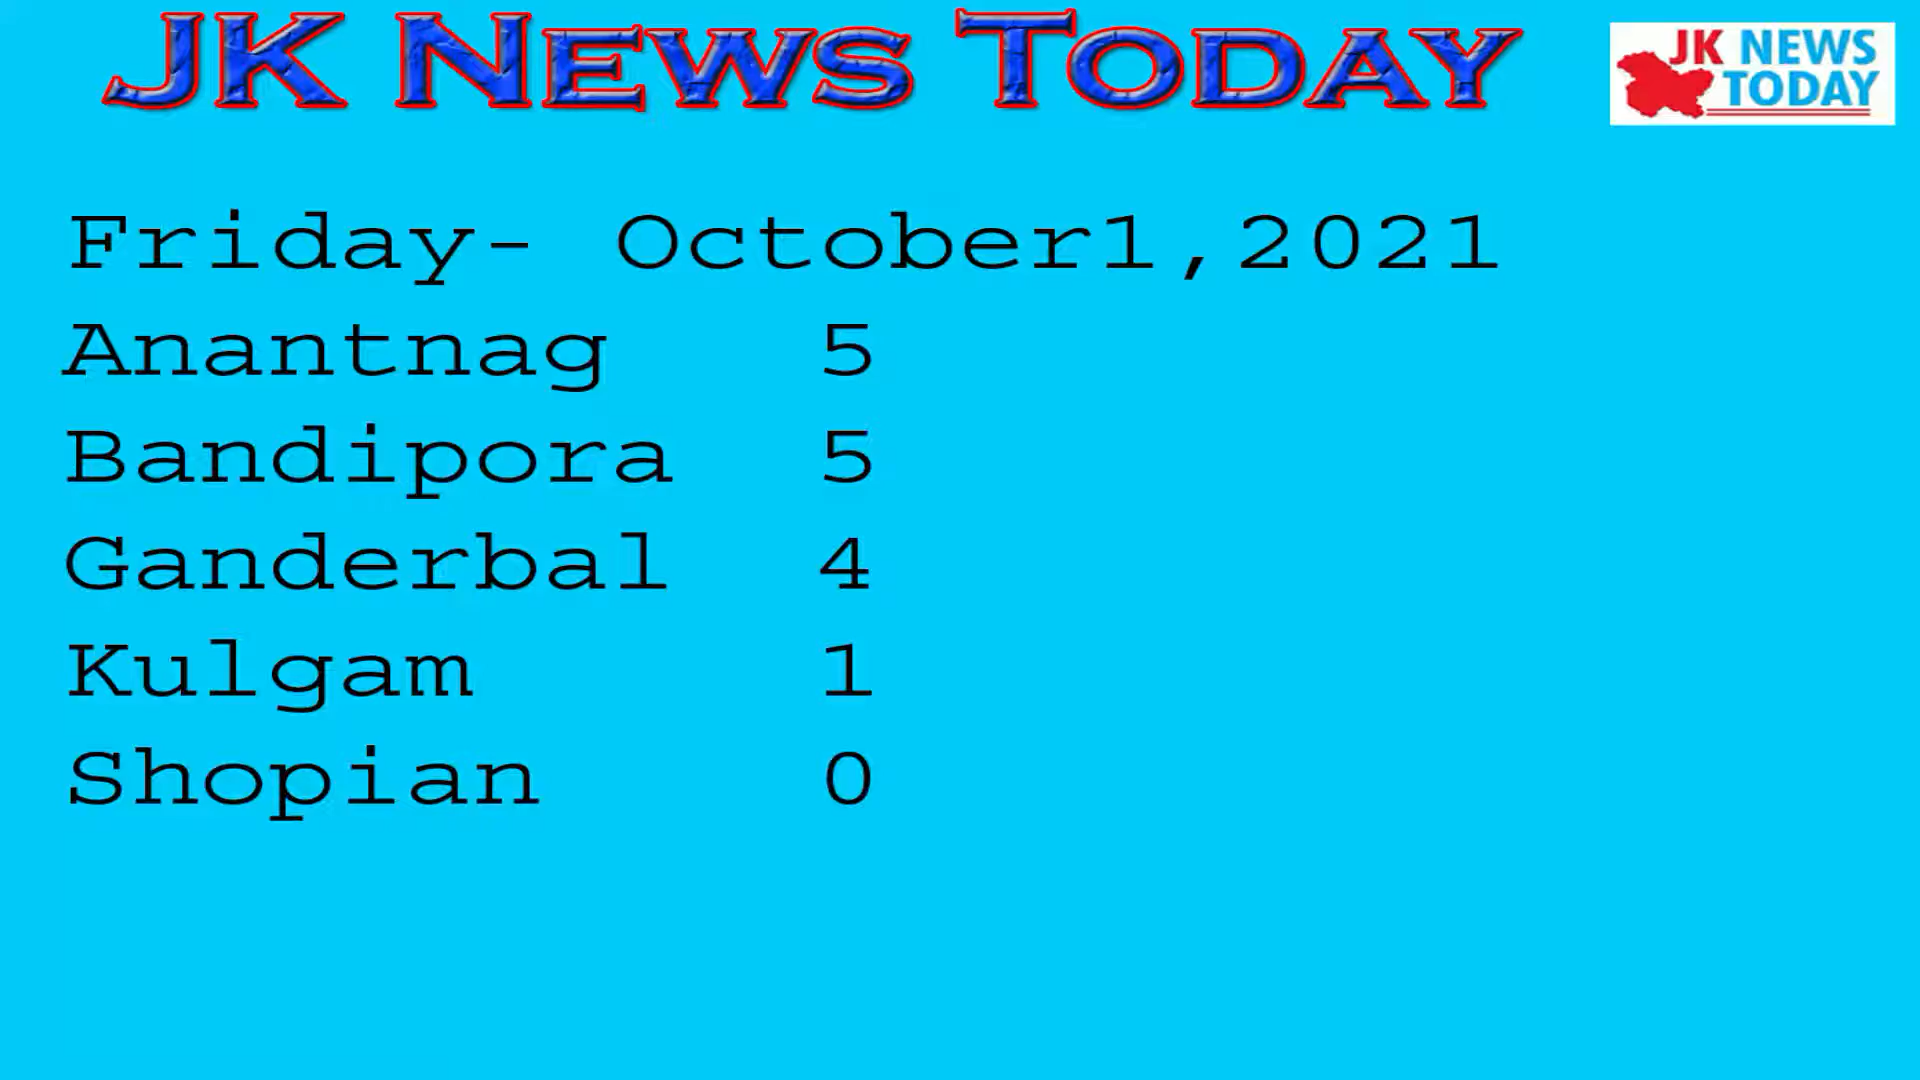 JK NEWS TODAY
JK NEWS
TODAY
Friday- October1,2021
Anantnag 5
Bandipora 5
Ganderbal 4
Kulgam 1
Shopian 0